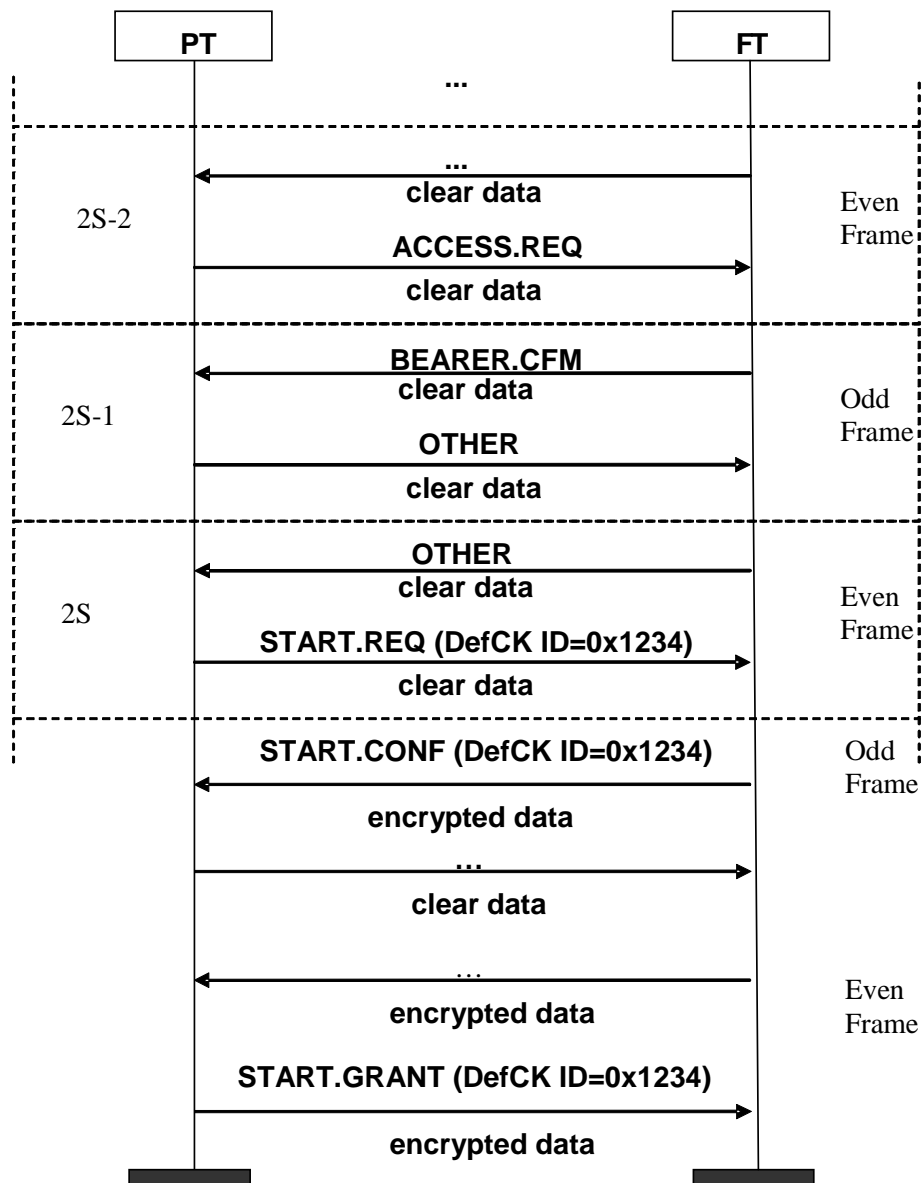 PT
FT
...
...
clear data
2S-2
Even
Frame
ACCESS.REQ
clear data
BEARER.CFM
clear data
2S-1
Odd
Frame
OTHER
clear data
OTHER
clear data
2S
Even
Frame
START.REQ (DefCK ID=0x1234)
clear data
START.CONF (DefCK ID=0x1234)
Odd
Frame
encrypted data
...
clear data
...
Even
Frame
encrypted data
START.GRANT (DefCK ID=0x1234)
encrypted data